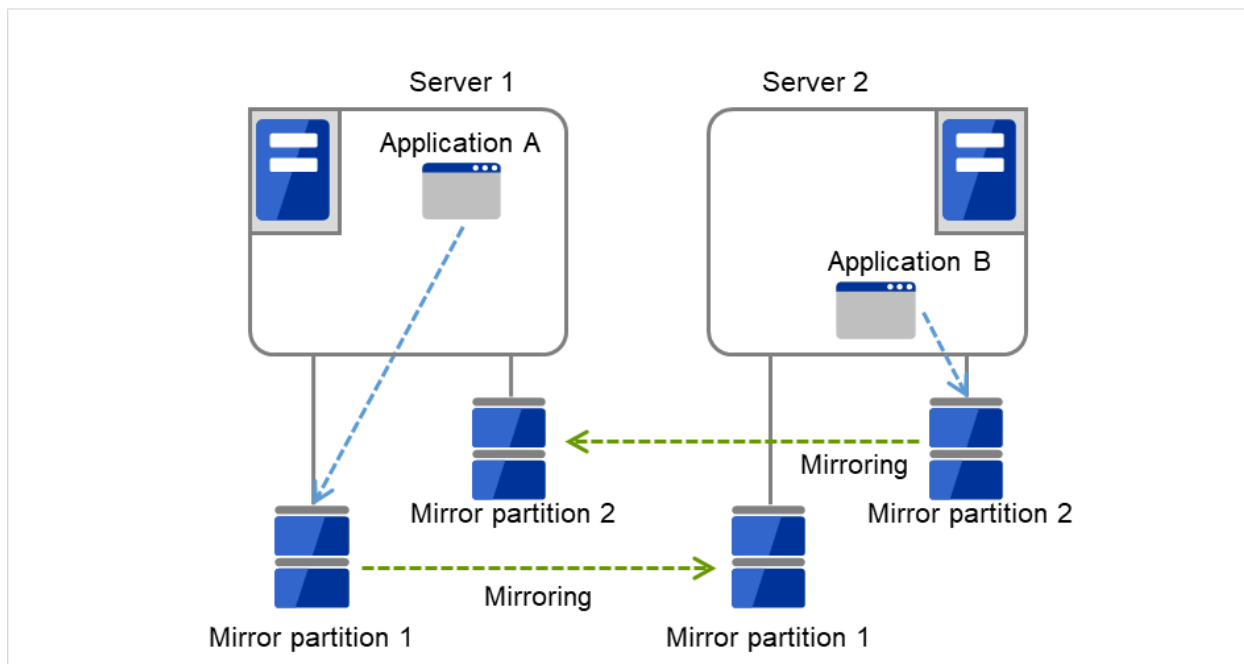 Server 1
Server 2
Application A
Application B
Mirroring
Mirror partition 2
Mirror partition 2
Mirroring
Mirror partition 1
Mirror partition 1